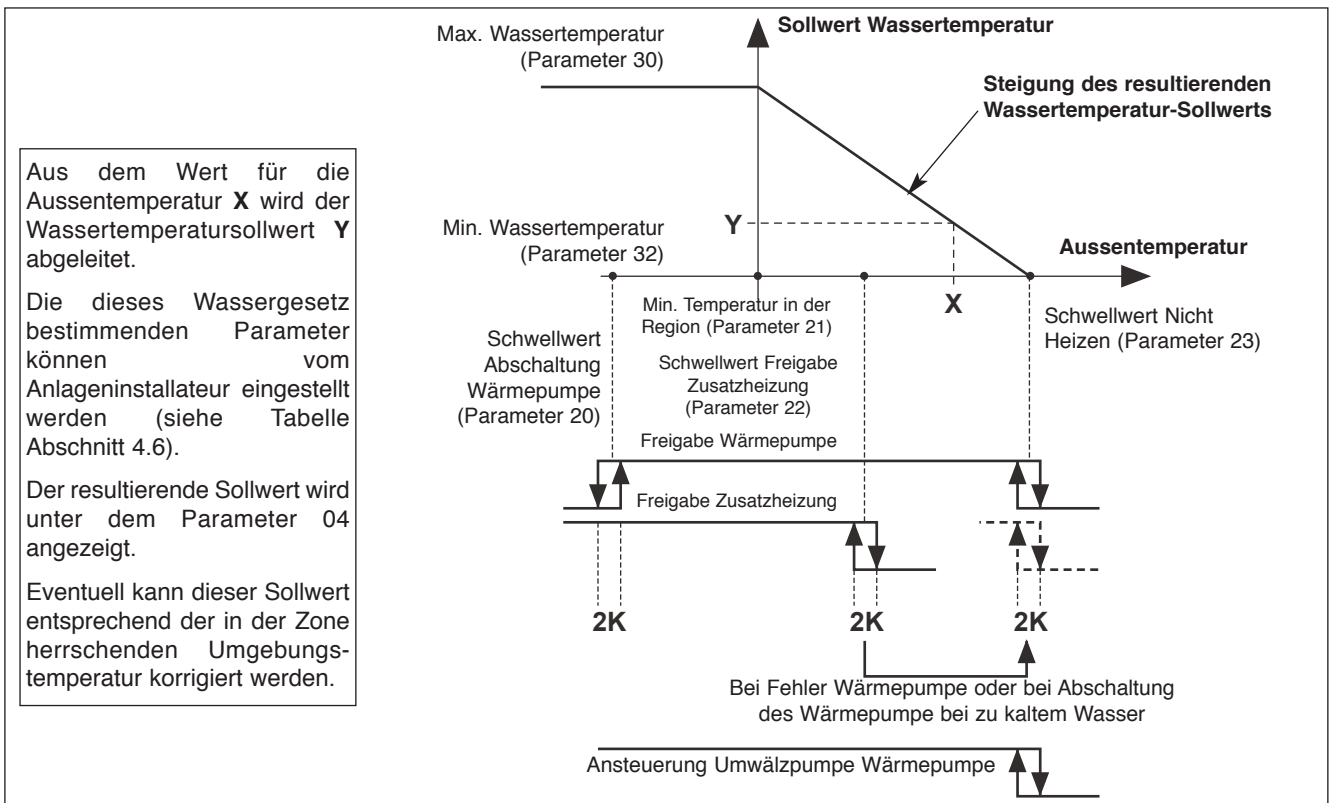 Max. Wassertemperatur
(Parameter 30)
Sollwert Wassertemperatur
Steigung des resultierenden
Wassertemperatur-Sollwerts
Aus dem Wert für die
Aussentemperatur X wird der
Wassertemperatursollwert Y
abgeleitet.
Die dieses Wassergesetz
bestimmenden Parameter
können vom
Anlageninstallateur eingestellt
werden (siehe Tabelle
Abschnitt 4.6).
Der resultierende Sollwert wird
unter dem Parameter 04
angezeigt.
Eventuell kann dieser Sollwert
entsprechend der in der Zone
herrschenden Umgebungs-
temperatur korrigiert werden.
Min. Wassertemperatur
(Parameter 32)
Y
Aussentemperatur
X
Schwellwert
Abschaltung
Wärmepumpe
(Parameter 20)
Min. Temperatur in der
Region (Parameter 21)
Schwellwert Freigabe
Zusatzheizung
(Parameter 22)
Schwellwert Nicht
Heizen (Parameter 23)
Freigabe Wärmepumpe
Freigabe Zusatzheizung
2K
2K
2K
Bei Fehler Wärmepumpe oder bei Abschaltung
des Wärmepumpe bei zu kaltem Wasser
Ansteuerung Umwälzpumpe Wärmepumpe